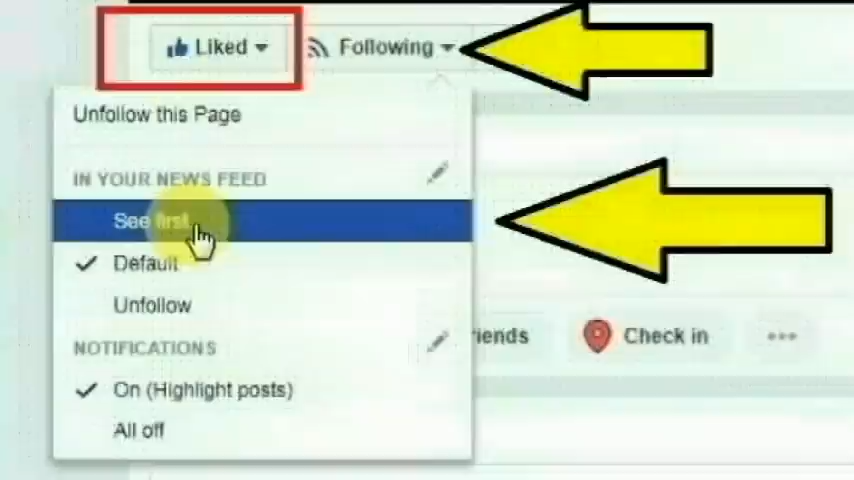 Liked Following
Unfollow this Page
IN YOUR NEWS FEED
See first
Default
Unfollow
riends Check in
NOTIFICATIONS
On (Highlight posts)
All off